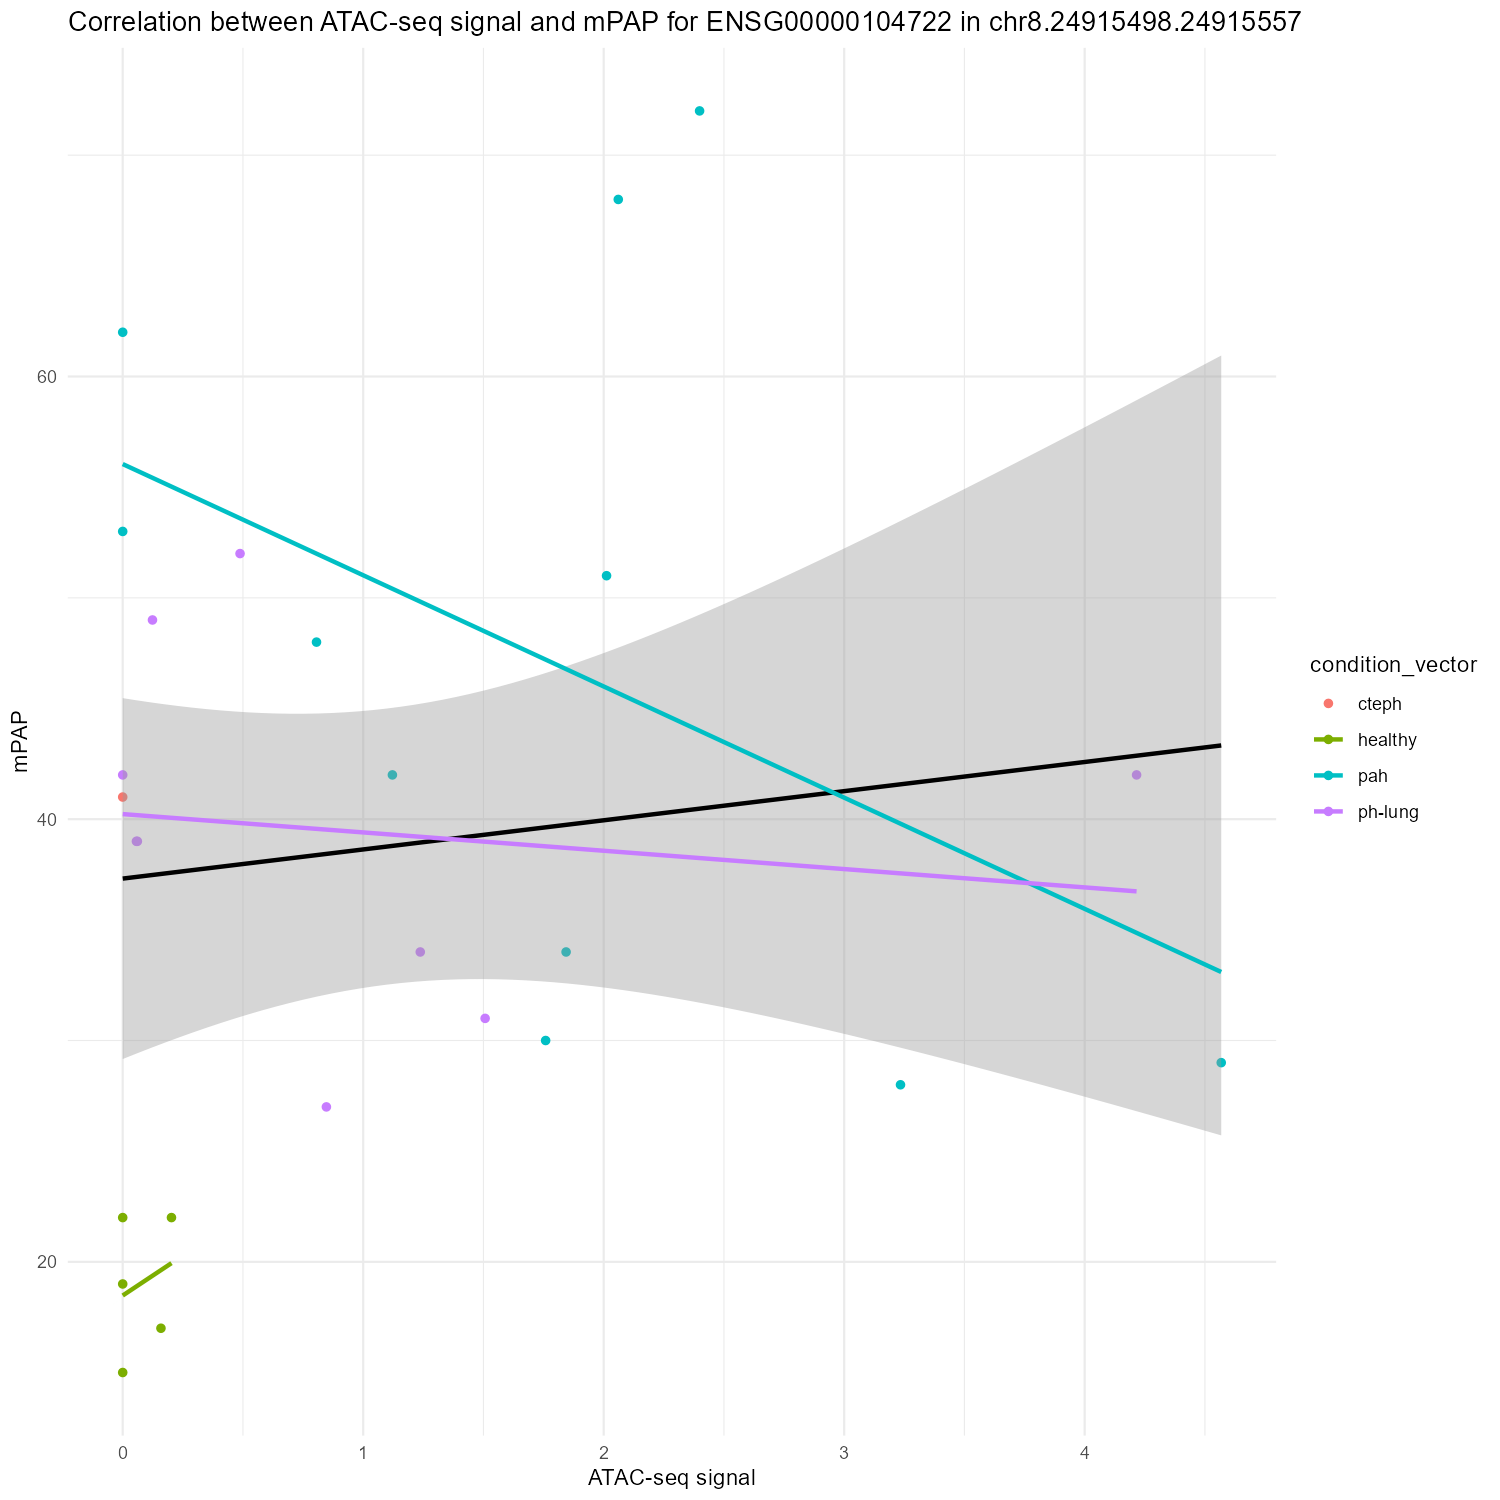 Correlation between ATAC-seq signal and mPAP for ENSG00000104722 in chr8.24915498.24915557
60
40
20
mPAP
0 1 2 3 4
ATAC-seq signal
condition_vector
cteph
healthy
pah
ph-lung